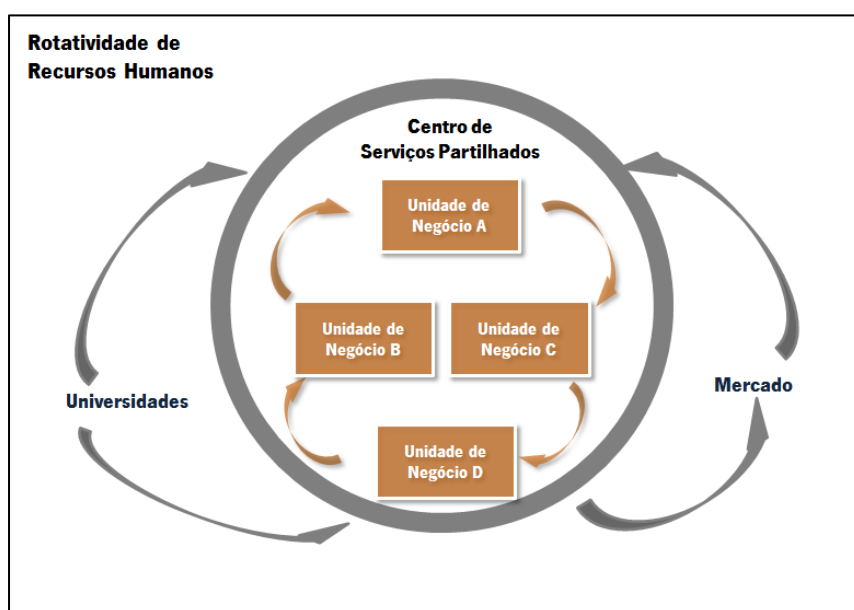 Rotatividade de
Recursos Humanos
Centro de
Serviços Partilhados
Unidade de
Negócio A
Unidade de
Negócio B
Unidade de
Negócio C
Universidades
Mercado
Unidade de
Negócio D